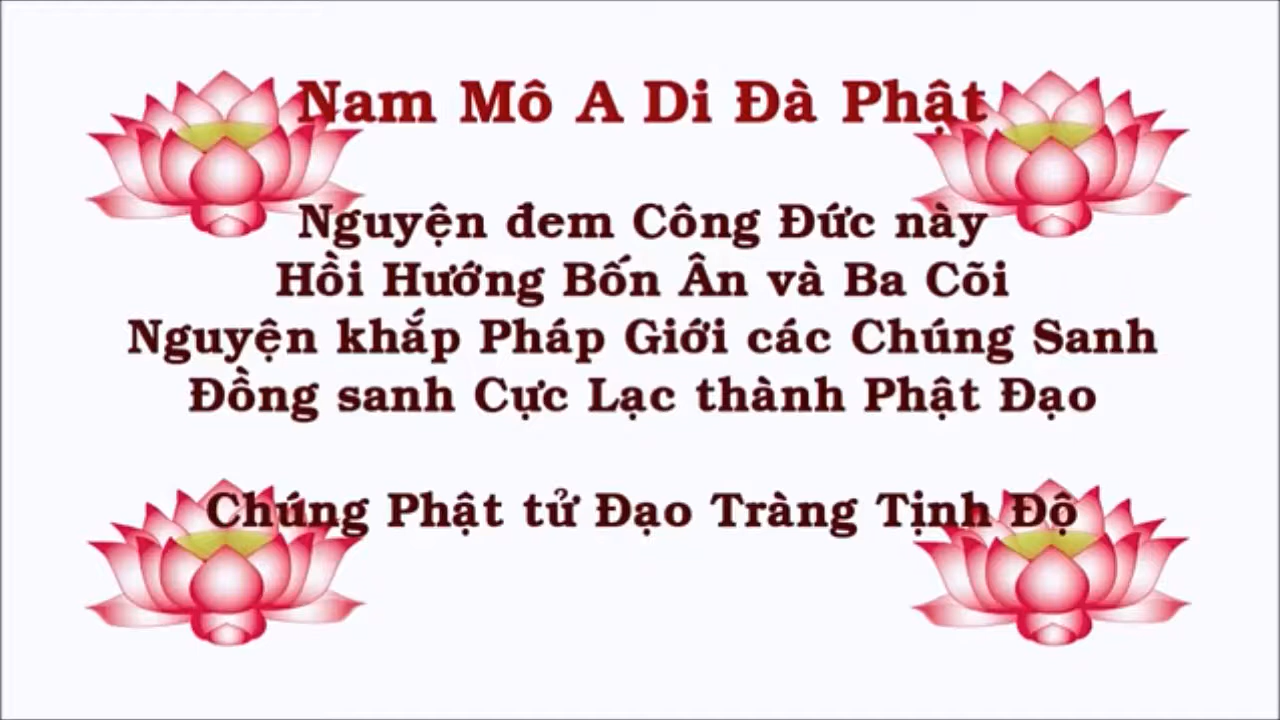 Nam Mô A Di Đà Phật
Nguyện đem Công Đức này
Hồi Hướng Bốn Ân và Ba Cõi
Nguyện khắp Pháp Giới các Chúng Sanh
Đồng sanh Cực Lạc thành Phật Đạo
Chúng Phật tử Đạo Tràng Tịnh Độ